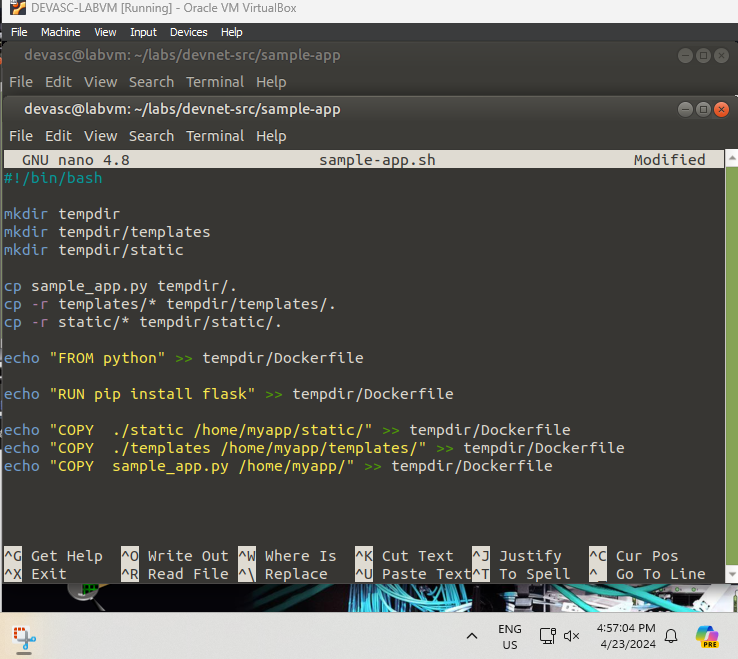 DEVASC-LABVM [Running] - Oracle VM VirtualBox
File Machine View Input Devices Help
devasc@labvm: ~/labs/devnet-src/sample-app
File Edit View Search Terminal Help
devasc@labvm: ~/labs/devnet-src/sample-app
File Edit View Search Terminal Help
GNU nano 4.8 sample-app.sh Modified
#!/bin/bash
mkdir tempdir
mkdir tempdir/templates
mkdir tempdir/static
cp sample_app.py tempdir/.
cp -r templates/* tempdir/templates/.
cp -r static/* tempdir/static/.
echo "FROM python" >> tempdir/Dockerfile
echo "RUN pip install flask" >> tempdir/Dockerfile
echo "COPY  ./static /home/myapp/static/" >> tempdir/Dockerfile
echo "COPY  ./templates /home/myapp/templates/" >> tempdir/Dockerfile
echo "COPY  sample_app.py /home/myapp/" >> tempdir/Dockerfile
^G Get Help ^O Write Out ^W Where Is ^K Cut Text ^J Justify ^C Cur Pos
^X Exit ^R Read File ^\ Replace ^U Paste Text ^T To Spell ^_ Go To Line
ENG 4:57:04 PM
US 4/23/2024
PRE